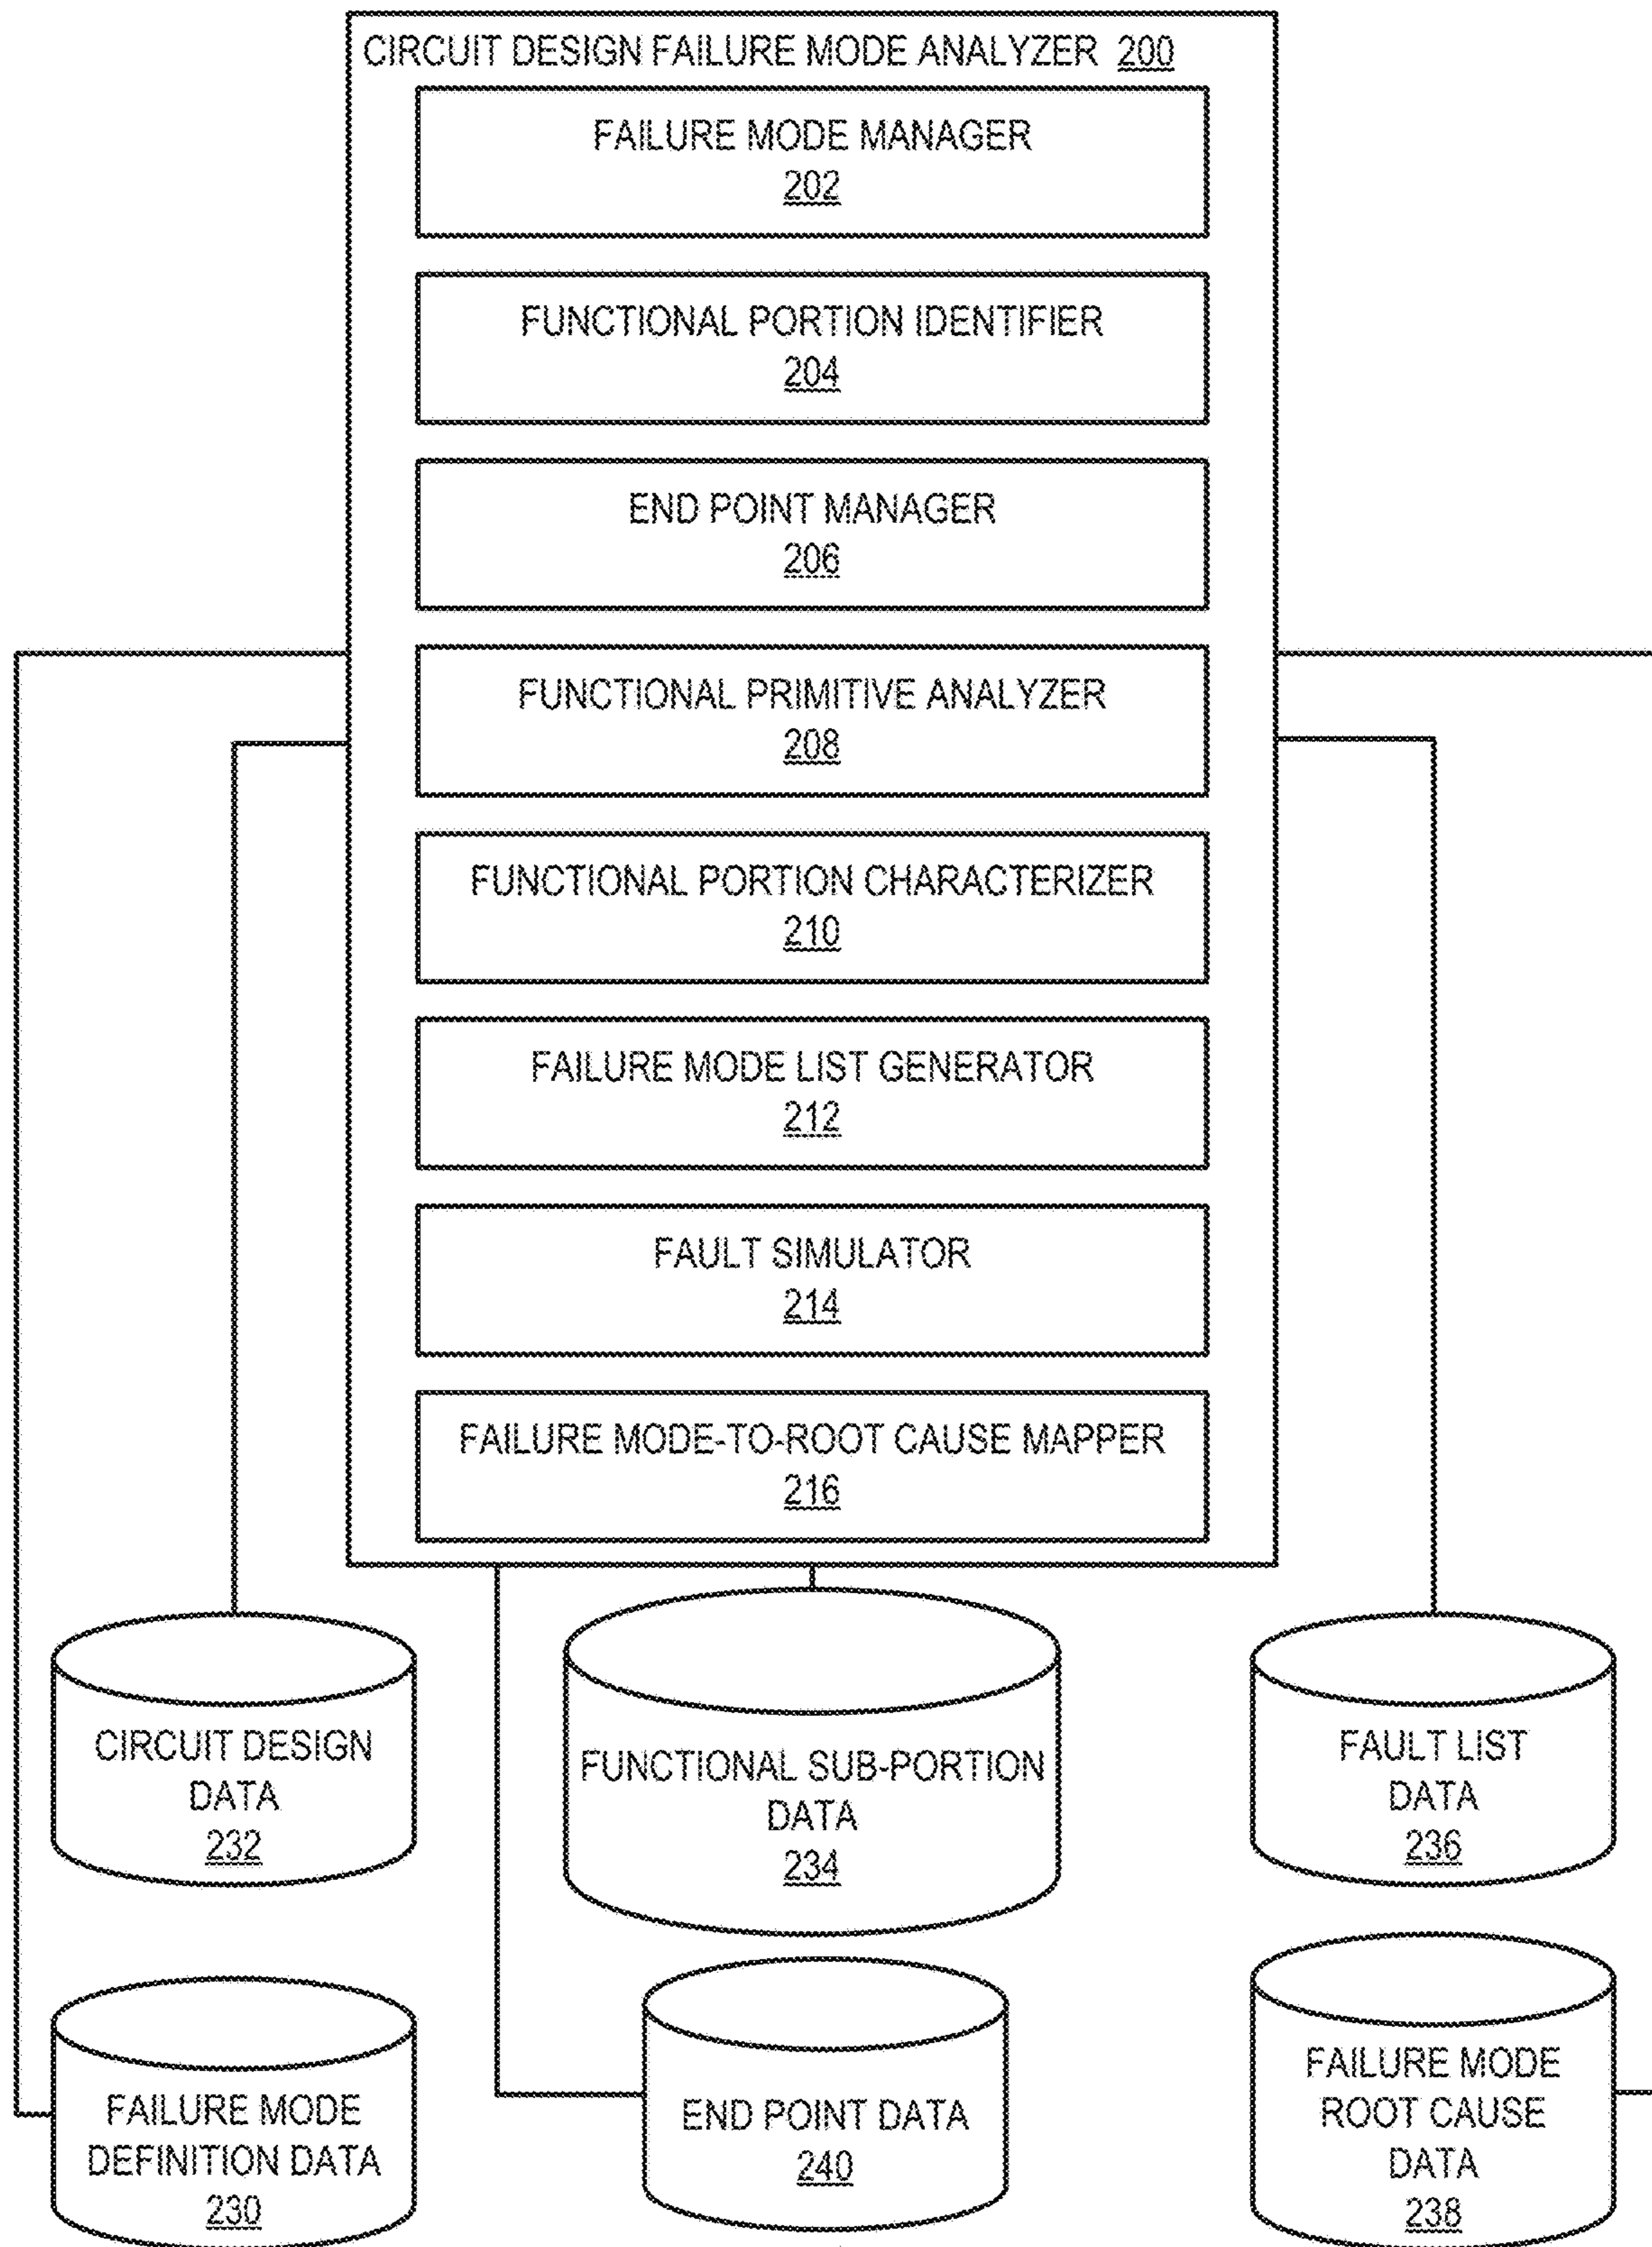 CIRCUIT DESIGN FAILURE MODE ANALYZER 200
FAILURE MODE MANAGER
202
FUNCTIONAL PORTION IDENTIFIER
204
END POINT MANAGER
206
FUNCTIONAL PRIMITIVE ANALYZER
208
FUNCTIONAL PORTION CHARACTERIZER
210
FAILURE MODE LIST GENERATOR
212
FAULT SIMULATOR
214
FAILURE MODE-TO-ROOT CAUSE MAPPER
216
CIRCUIT DESIGN
DATA
232
FUNCTIONAL SUB-PORTION
DATA
234
FAULT LIST
DATA
236
FAILURE MODE
DEFINITION DATA
230
END POINT DATA
240
FAILURE MODE
ROOT CAUSE
DATA
238